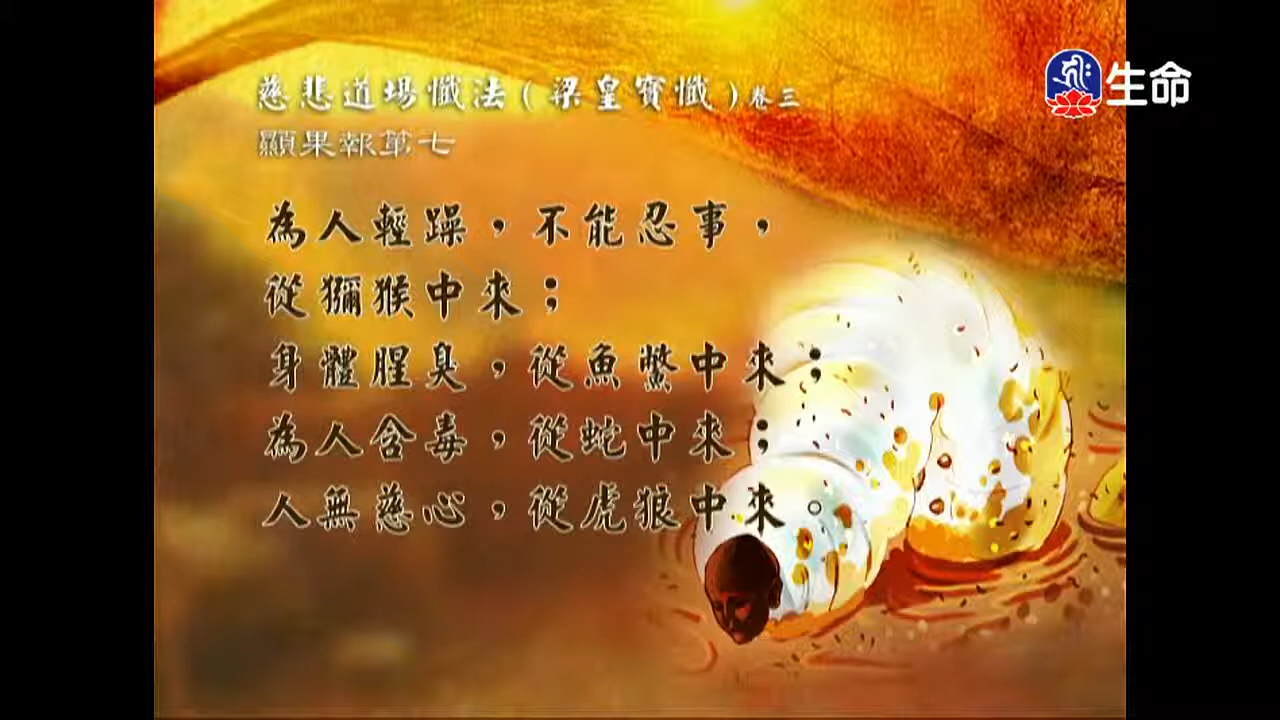 慈悲道場懺法(梁皇寶懺)卷三
生命
顯果報第七
為人輕躁，不能忍事，
從獼猴中來；
身體腥臭，從魚鱉中來；
為人含毒，從蛇中來；
人無慈心，從虎狼中來。